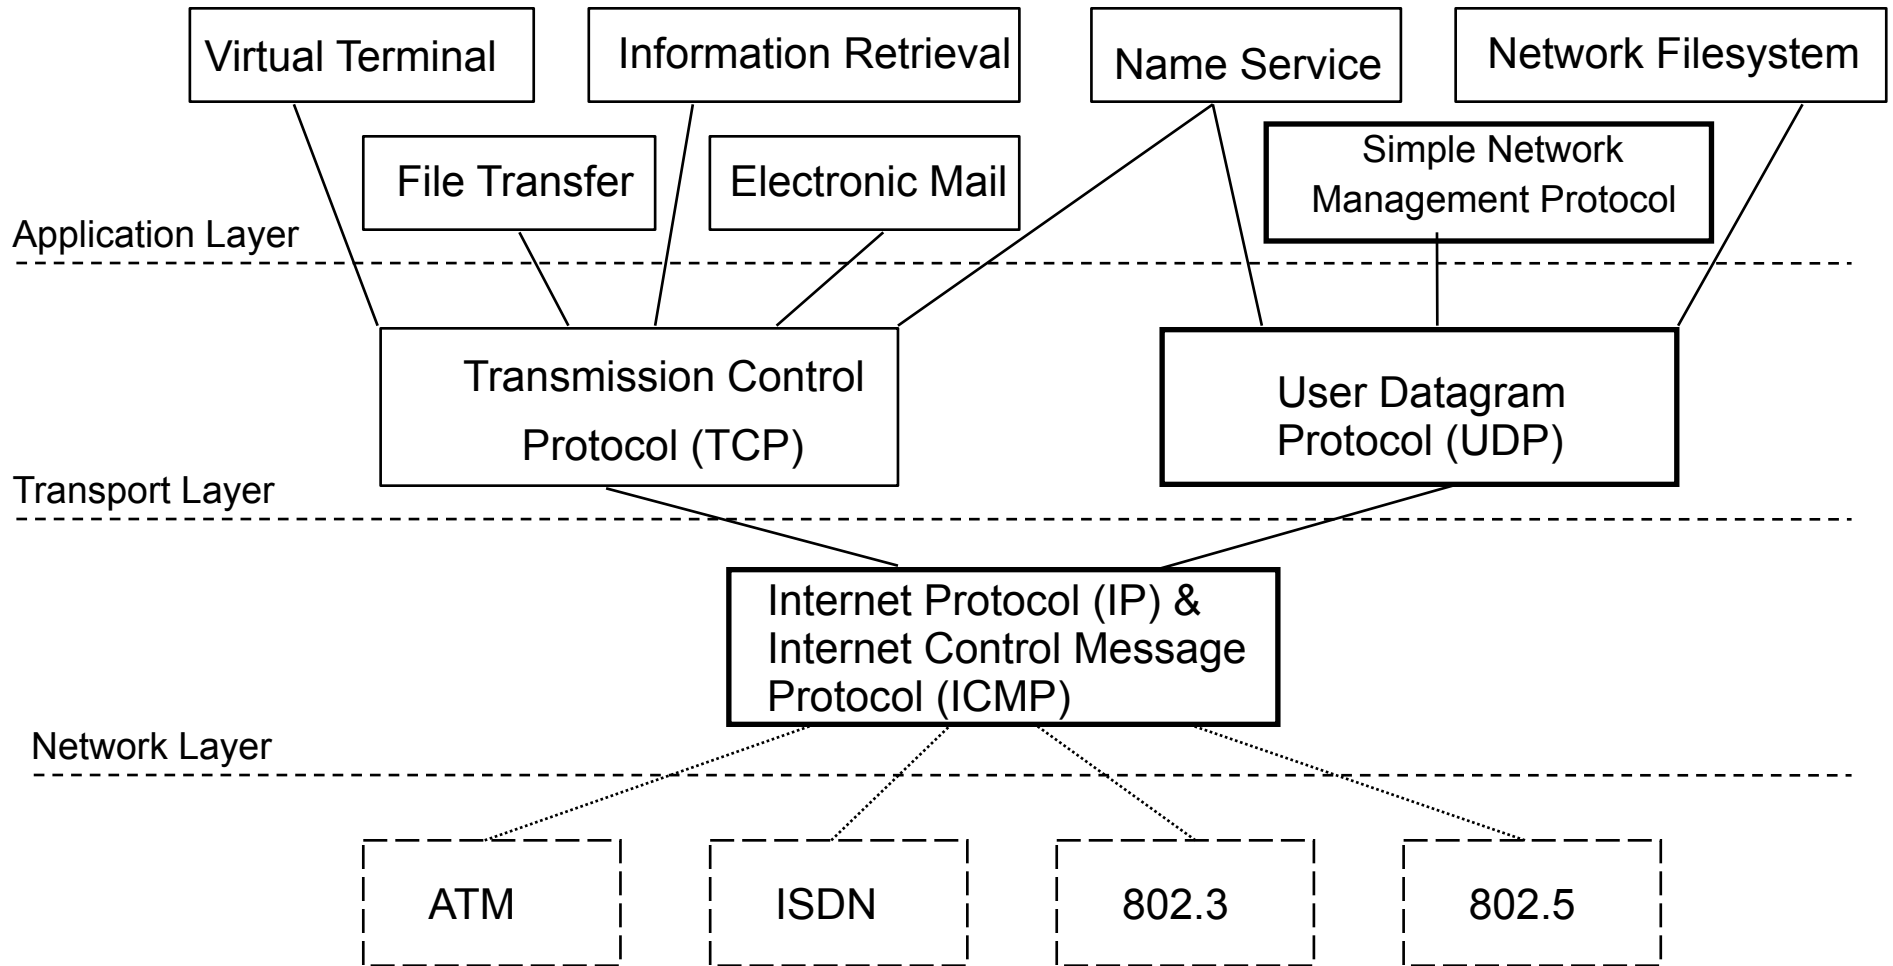 Virtual Terminal
Information Retrieval
Name Service
Network Filesystem
File Transfer
Electronic Mail
Simple Network
Management Protocol
Application Layer
Transmission Control
Protocol (TCP)
User Datagram
Protocol (UDP)
Transport Layer
Internet Protocol (IP) &
Internet Control Message
Protocol (ICMP)
Network Layer
ATM
ISDN
802.3
802.5